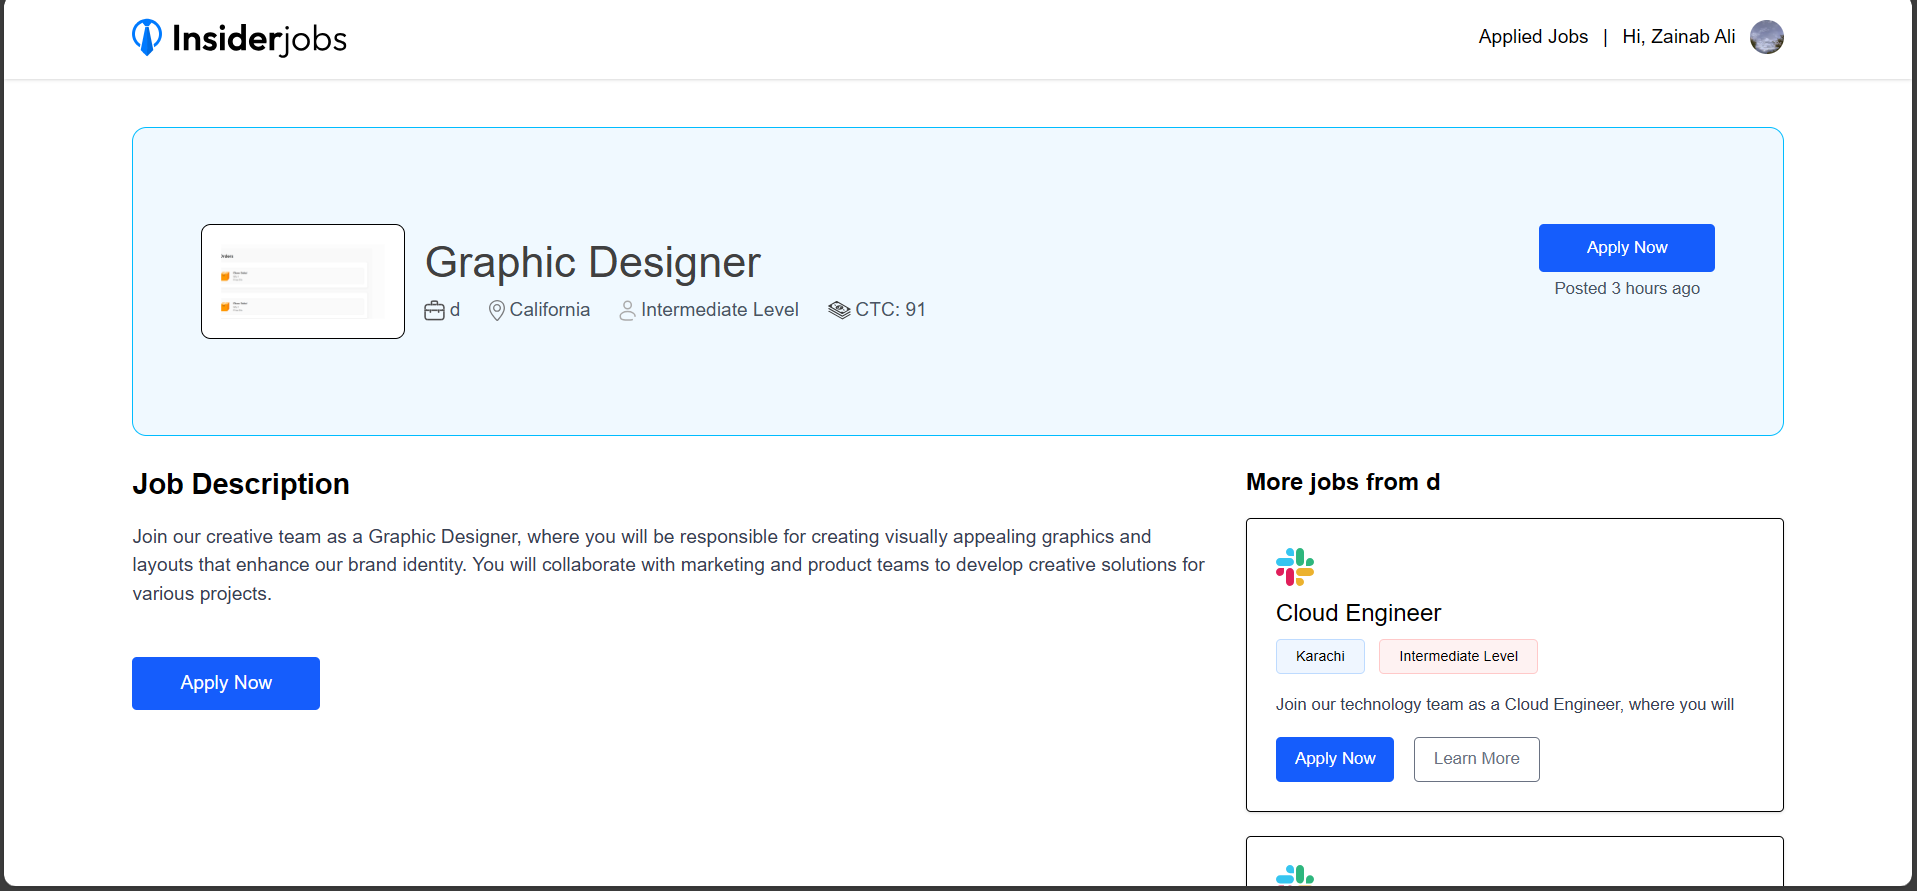 Insiderjobs
Applied Jobs | Hi, Zainab Ali
Graphic Designer
d California Intermediate Level CTC: 91
Apply Now
Posted 3 hours ago
Job Description
Join our creative team as a Graphic Designer, where you will be responsible for creating visually appealing graphics and
layouts that enhance our brand identity. You will collaborate with marketing and product teams to develop creative solutions for
various projects.
Apply Now
More jobs from d
Cloud Engineer
Karachi Intermediate Level
Join our technology team as a Cloud Engineer, where you will
Apply Now Learn More